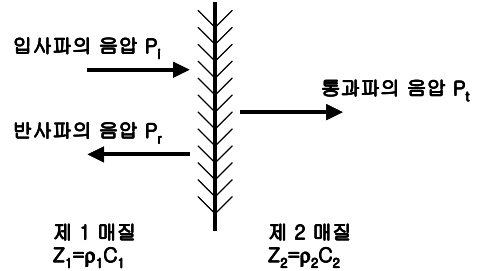 입사파의 음압 Pi
통과파의 음압 Pt
반사파의 음압 Pr
제 1 매질
Z1=ρ1C1
제 2 매질
Z2=ρ2C2